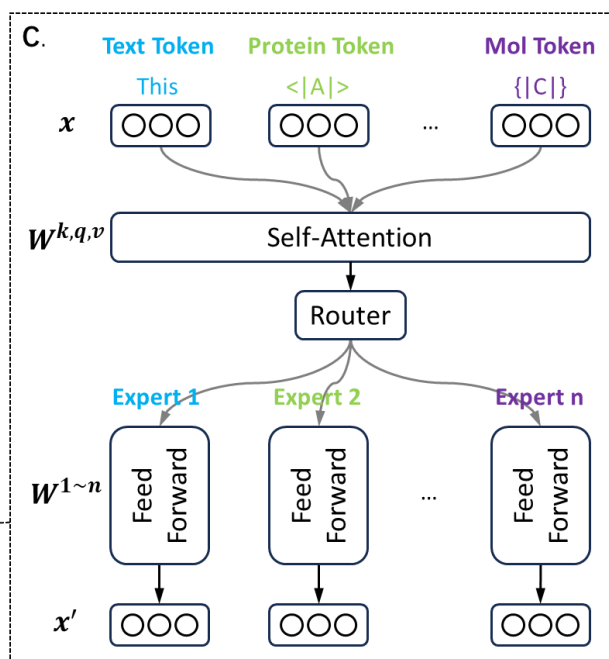 C.
Text Token Protein Token Mol Token
This <|A|> {|C|}
x ...
W^{k,q,v} Self-Attention
Router
Expert 1 Expert 2 Expert n
W^{1~n} Feed Forward Feed Forward ... Feed Forward
x′